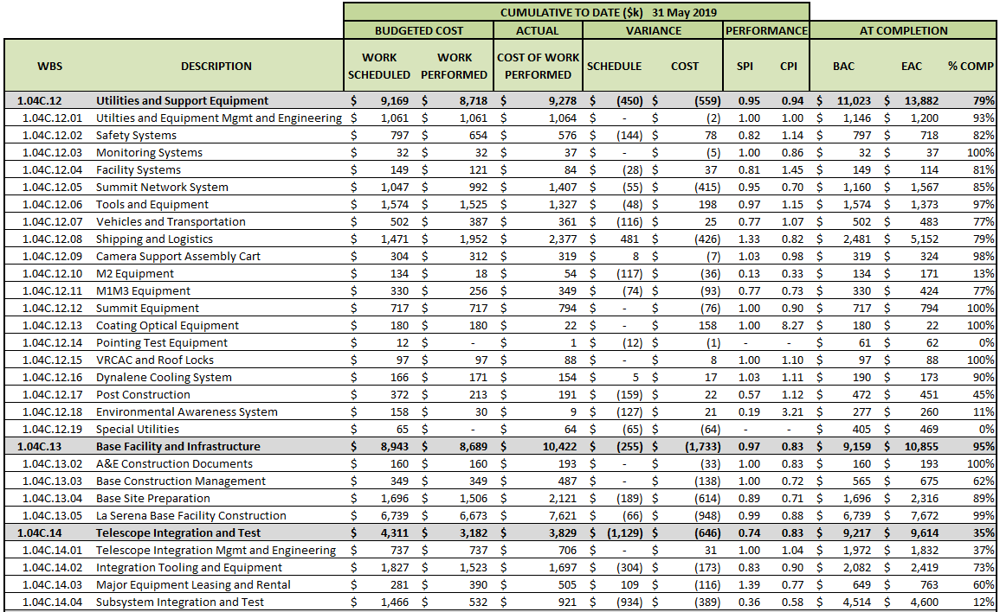 CUMULATIVE TO DATE ($k) 31 May 2019
BUDGETED COST ACTUAL VARIANCE PERFORMANCE AT COMPLETION
WBS DESCRIPTION WORK SCHEDULED WORK PERFORMED COST OF WORK PERFORMED SCHEDULE COST SPI CPI BAC EAC % COMP
1.04C.12 Utilities and Support Equipment $ 9,169 $ 8,718 $ 9,278 $ (450) $ (559) 0.95 0.94 $ 11,023 $ 13,882 79%
1.04C.12.01 Utilties and Equipment Mgmt and Engineering $ 1,061 $ 1,061 $ 1,064 $ - $ (2) 1.00 1.00 $ 1,146 $ 1,200 93%
1.04C.12.02 Safety Systems $ 797 $ 654 $ 576 $ (144) $ 78 0.82 1.14 $ 797 $ 718 82%
1.04C.12.03 Monitoring Systems $ 32 $ 32 $ 37 $ - $ (5) 1.00 0.86 $ 32 $ 37 100%
1.04C.12.04 Facility Systems $ 149 $ 121 $ 84 $ (28) $ 37 0.81 1.45 $ 149 $ 114 81%
1.04C.12.05 Summit Network System $ 1,047 $ 992 $ 1,407 $ (55) $ (415) 0.95 0.70 $ 1,160 $ 1,567 85%
1.04C.12.06 Tools and Equipment $ 1,574 $ 1,525 $ 1,327 $ (48) $ 198 0.97 1.15 $ 1,574 $ 1,373 97%
1.04C.12.07 Vehicles and Transportation $ 502 $ 387 $ 361 $ (116) $ 25 0.77 1.07 $ 502 $ 483 77%
1.04C.12.08 Shipping and Logistics $ 1,471 $ 1,952 $ 2,377 $ 481 $ (426) 1.33 0.82 $ 2,481 $ 5,152 79%
1.04C.12.09 Camera Support Assembly Cart $ 304 $ 312 $ 319 $ 8 $ (7) 1.03 0.98 $ 319 $ 324 98%
1.04C.12.10 M2 Equipment $ 134 $ 18 $ 54 $ (117) $ (36) 0.13 0.33 $ 134 $ 171 13%
1.04C.12.11 M1M3 Equipment $ 330 $ 256 $ 349 $ (74) $ (93) 0.77 0.73 $ 330 $ 424 77%
1.04C.12.12 Summit Equipment $ 717 $ 717 $ 794 $ - $ (76) 1.00 0.90 $ 717 $ 794 100%
1.04C.12.13 Coating Optical Equipment $ 180 $ 180 $ 22 $ - $ 158 1.00 8.27 $ 180 $ 22 100%
1.04C.12.14 Pointing Test Equipment $ 12 $ - $ 1 $ (12) $ (1) - - $ 61 $ 62 0%
1.04C.12.15 VRCAC and Roof Locks $ 97 $ 97 $ 88 $ - $ 8 1.00 1.10 $ 97 $ 88 100%
1.04C.12.16 Dynalene Cooling System $ 166 $ 171 $ 154 $ 5 $ 17 1.03 1.11 $ 190 $ 173 90%
1.04C.12.17 Post Construction $ 372 $ 213 $ 191 $ (159) $ 22 0.57 1.12 $ 472 $ 451 45%
1.04C.12.18 Environmental Awareness System $ 158 $ 30 $ 9 $ (127) $ 21 0.19 3.21 $ 277 $ 260 11%
1.04C.12.19 Special Utilities $ 65 $ - $ 64 $ (65) $ (64) - - $ 405 $ 469 0%
1.04C.13 Base Facility and Infrastructure $ 8,943 $ 8,689 $ 10,422 $ (255) $ (1,733) 0.97 0.83 $ 9,159 $ 10,855 95%
1.04C.13.02 A&E Construction Documents $ 160 $ 160 $ 193 $ - $ (33) 1.00 0.83 $ 160 $ 193 100%
1.04C.13.03 Base Construction Management $ 349 $ 349 $ 487 $ - $ (138) 1.00 0.72 $ 565 $ 675 62%
1.04C.13.04 Base Site Preparation $ 1,696 $ 1,506 $ 2,121 $ (189) $ (614) 0.89 0.71 $ 1,696 $ 2,316 89%
1.04C.13.05 La Serena Base Facility Construction $ 6,739 $ 6,673 $ 7,621 $ (66) $ (948) 0.99 0.88 $ 6,739 $ 7,672 99%
1.04C.14 Telescope Integration and Test $ 4,311 $ 3,182 $ 3,829 $ (1,129) $ (646) 0.74 0.83 $ 9,217 $ 9,614 35%
1.04C.14.01 Telescope Integration Mgmt and Engineering $ 737 $ 737 $ 706 $ - $ 31 1.00 1.04 $ 1,972 $ 1,832 37%
1.04C.14.02 Integration Tooling and Equipment $ 1,827 $ 1,523 $ 1,697 $ (304) $ (173) 0.83 0.90 $ 2,082 $ 2,419 73%
1.04C.14.03 Major Equipment Leasing and Rental $ 281 $ 390 $ 505 $ 109 $ (116) 1.39 0.77 $ 649 $ 763 60%
1.04C.14.04 Subsystem Integration and Test $ 1,466 $ 532 $ 921 $ (934) $ (389) 0.36 0.58 $ 4,514 $ 4,600 12%